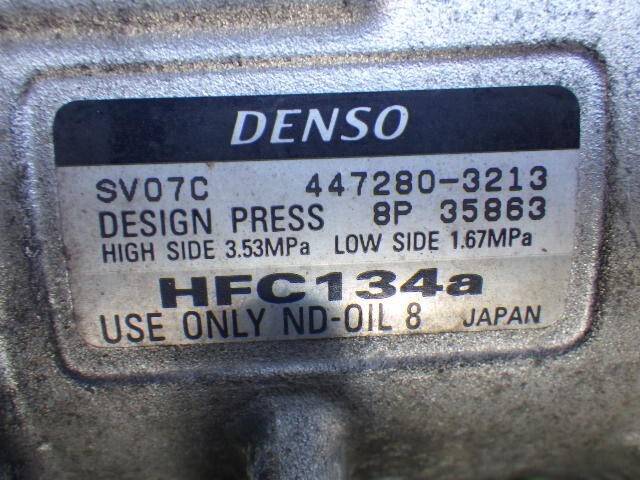 DENSO
SV07C 447280-3213
DESIGN PRESS 8P 35863
HIGH SIDE 3.53MPa LOW SIDE 1.67MPa
HFC134a
USE ONLY ND-OIL 8 JAPAN